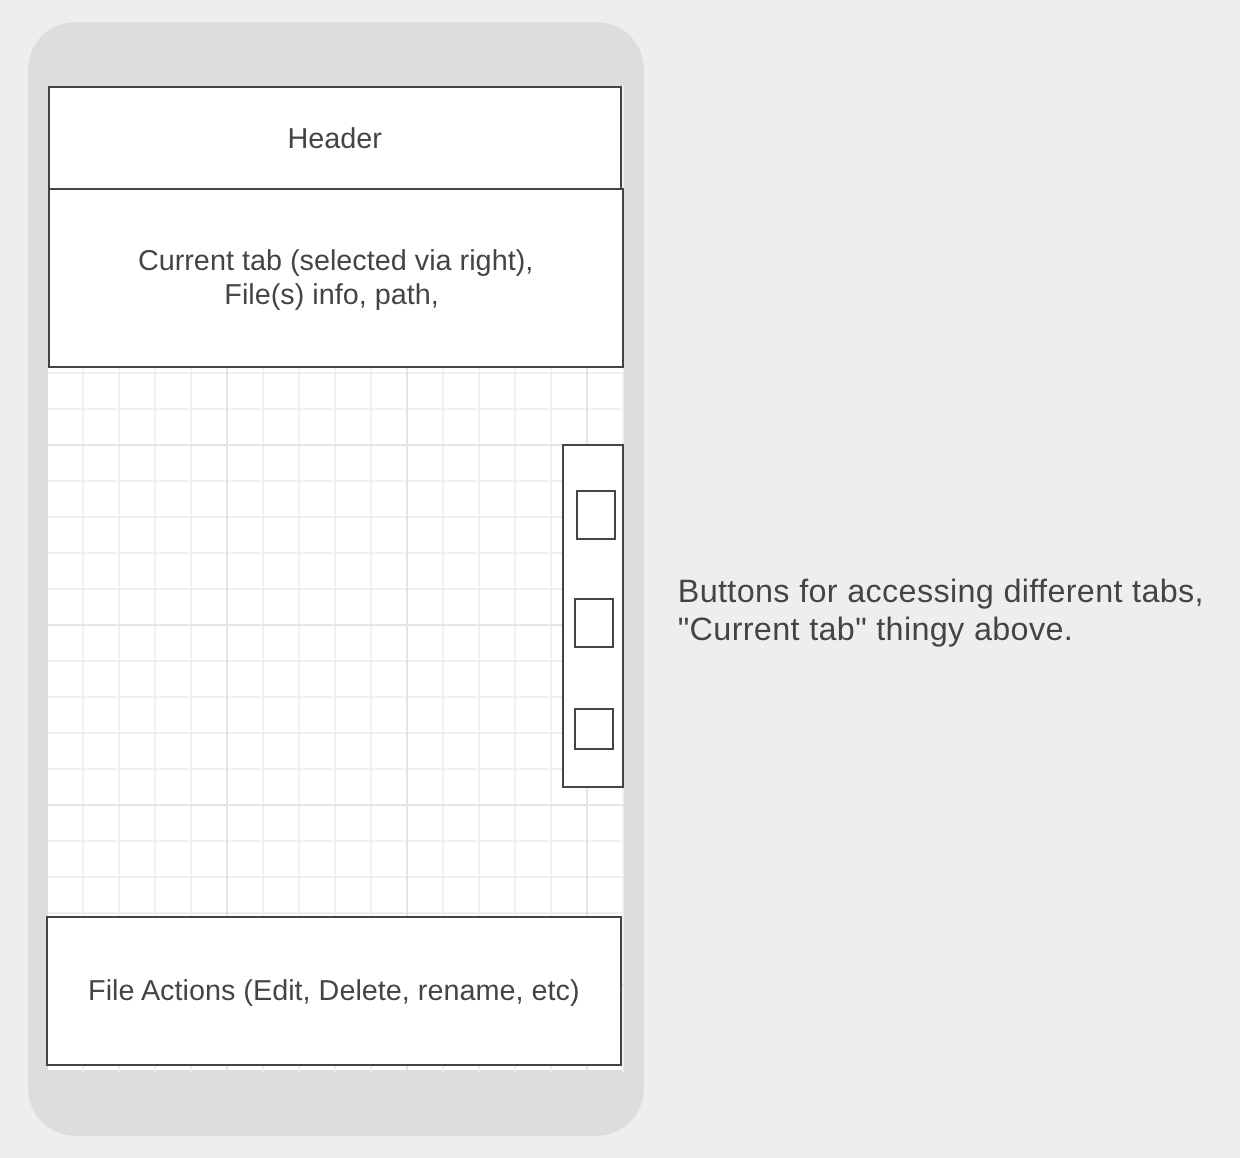 Header
Current tab (selected via right),
File(s) info, path,
Buttons for accessing different tabs,
"Current tab" thingy above.
File Actions (Edit, Delete, rename, etc)